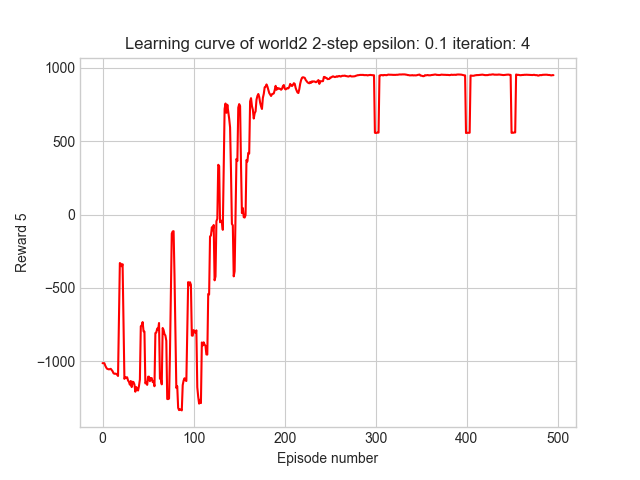 Learning curve of world2 2-step epsilon: 0.1 iteration: 4
1000
500
0
−500
−1000
Reward 5
0 100 200 300 400 500
Episode number